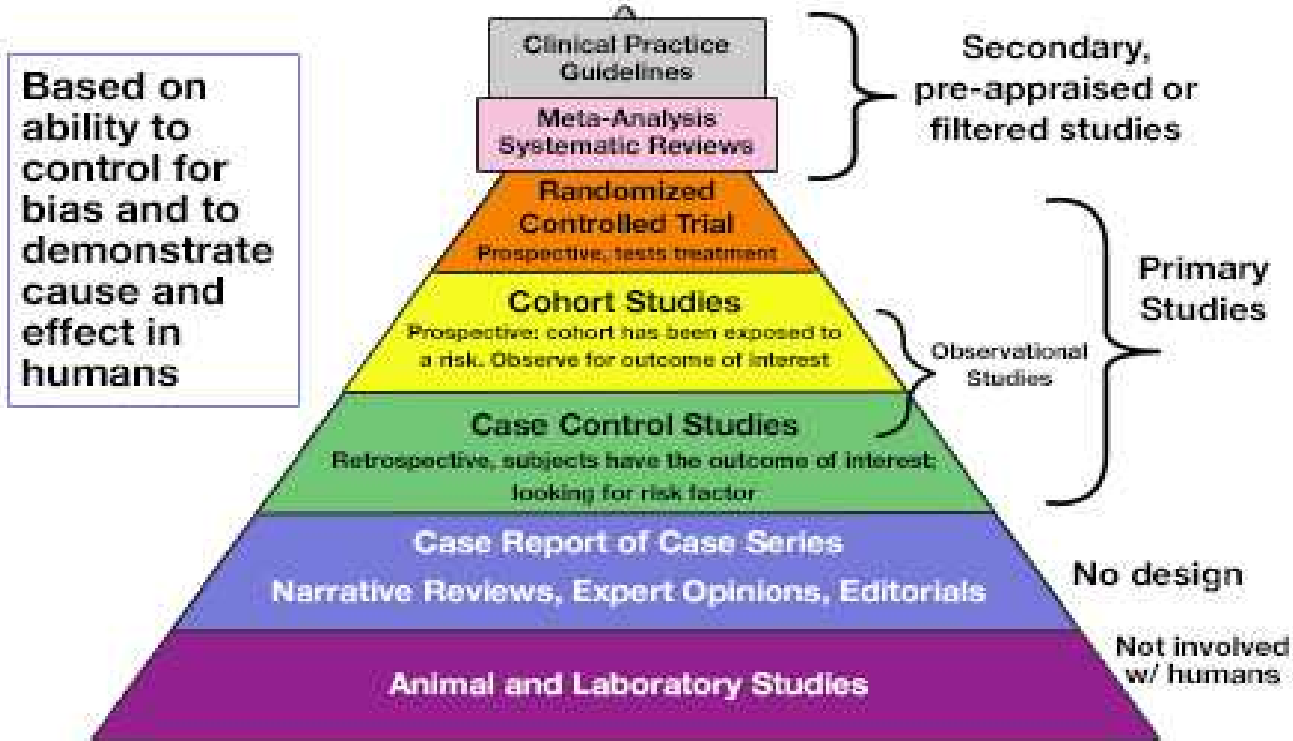 Based on
ability to
control for
bias and to
demonstrate
cause and
effect in
humans
Clinical Practice
Guidelines
Meta-Analysis
Systematic Reviews
Secondary,
pre-appraised or
filtered studies
Randomized
Controlled Trial
Prospective, tests treatment
Cohort Studies
Prospective: cohort has been exposed to
a risk. Observe for outcome of interest
Observational
Studies
Primary
Studies
Case Control Studies
Retrospective, subjects have the outcome of interest;
looking for risk factor
Case Report of Case Series
Narrative Reviews, Expert Opinions, Editorials
No design
Animal and Laboratory Studies
Not involved
w/ humans